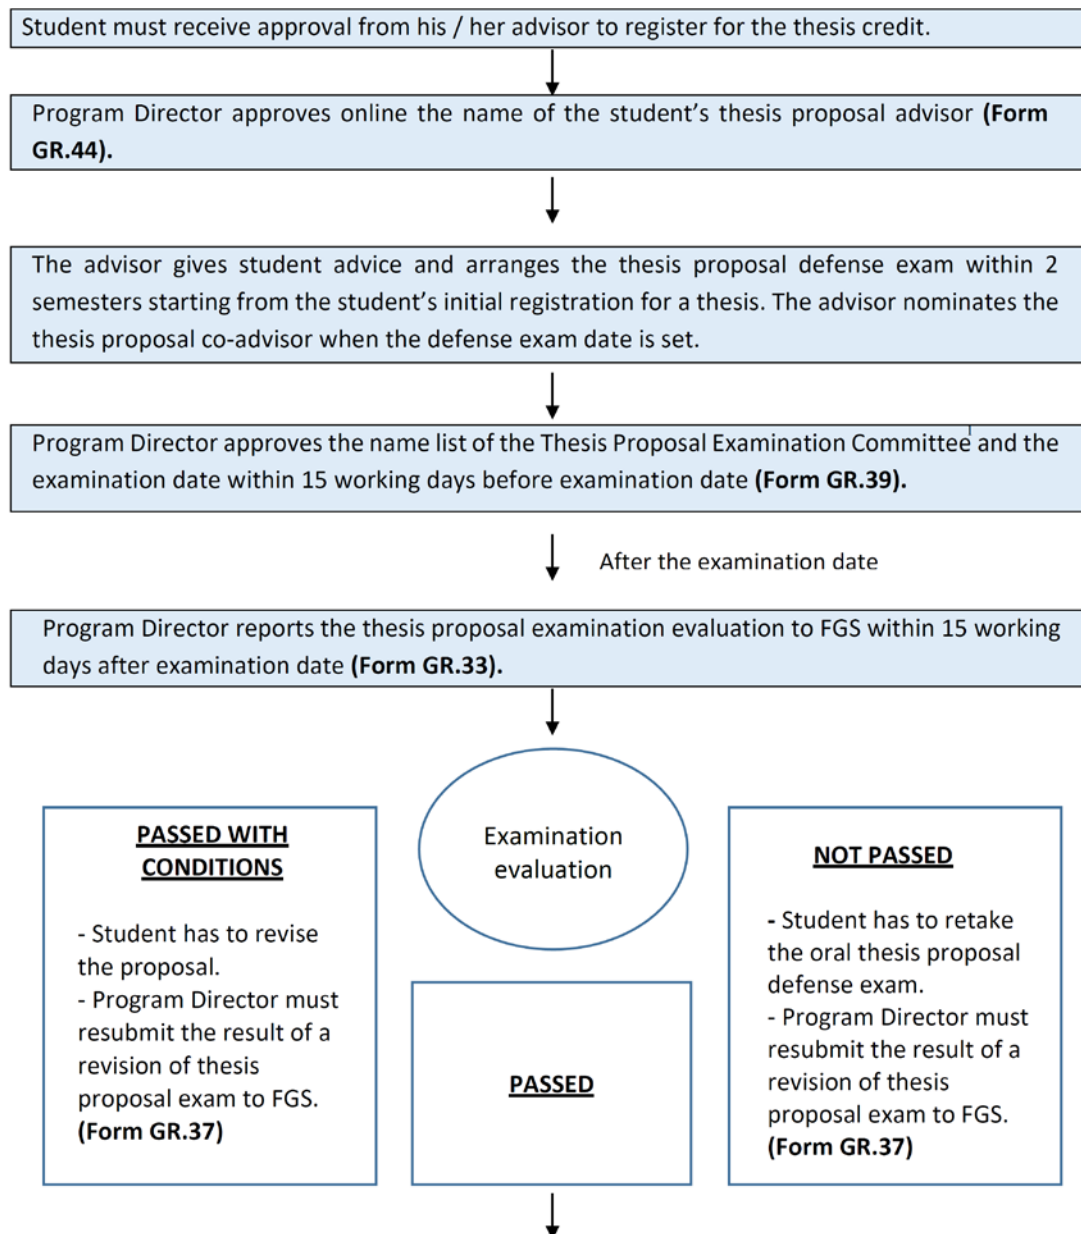 Student must receive approval from his / her advisor to register for the thesis credit.
Program Director approves online the name of the student’s thesis proposal advisor (Form
GR.44).
The advisor gives student advice and arranges the thesis proposal defense exam within 2
semesters starting from the student’s initial registration for a thesis. The advisor nominates the
thesis proposal co-advisor when the defense exam date is set.
Program Director approves the name list of the Thesis Proposal Examination Committee and the
examination date within 15 working days before examination date (Form GR.39).
After the examination date
Program Director reports the thesis proposal examination evaluation to FGS within 15 working
days after examination date (Form GR.33).
Examination
evaluation
PASSED WITH
CONDITIONS
- Student has to revise
the proposal.
- Program Director must
resubmit the result of a
revision of thesis
proposal exam to FGS.
(Form GR.37)
PASSED
NOT PASSED
- Student has to retake
the oral thesis proposal
defense exam.
- Program Director must
resubmit the result of a
revision of thesis
proposal exam to FGS.
(Form GR.37)